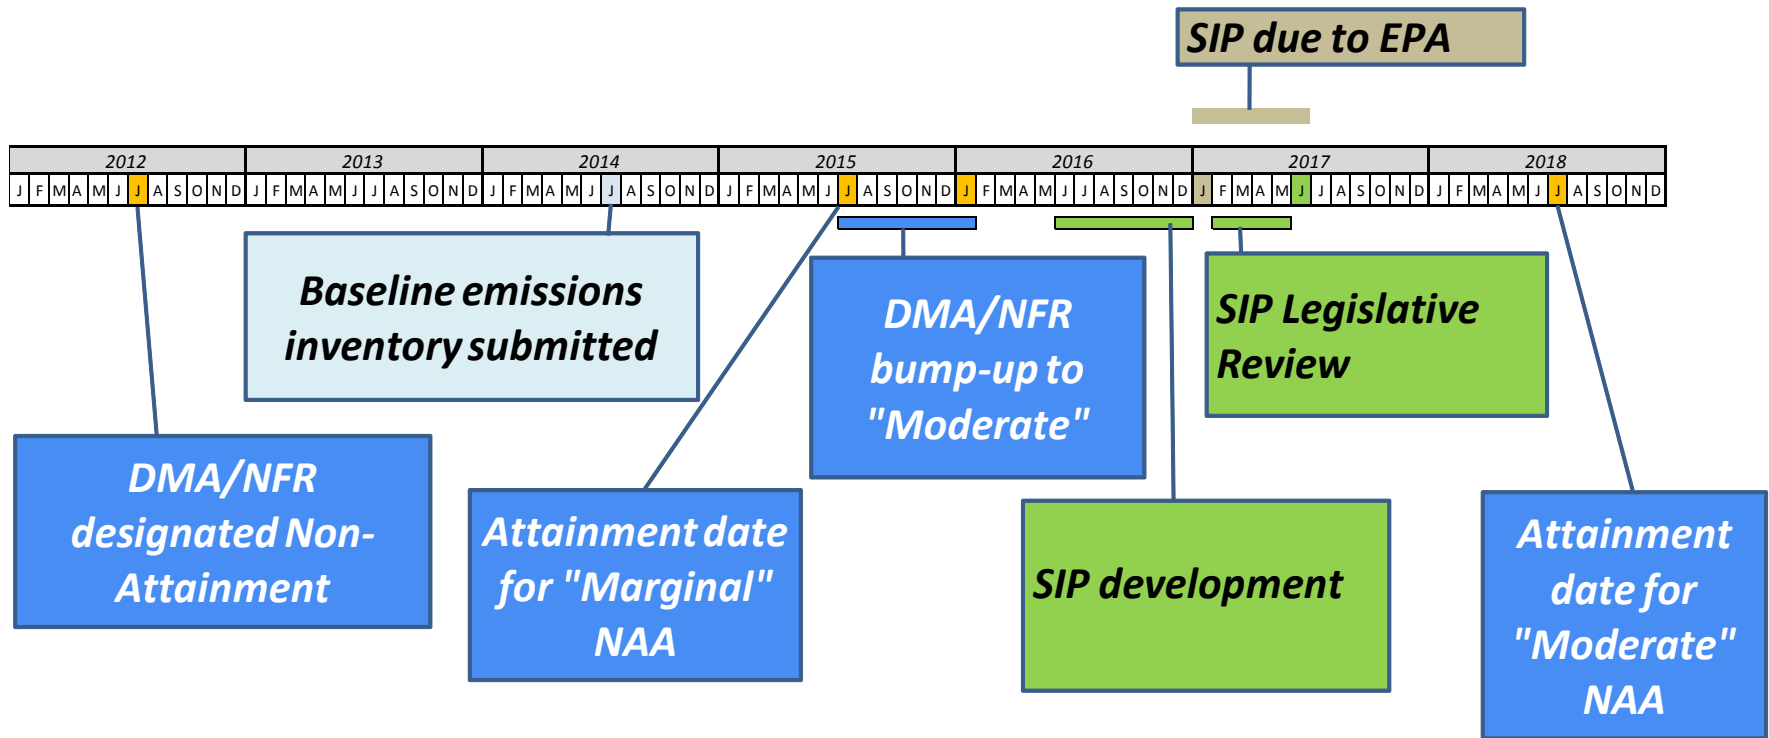 SIP due to EPA
2012 2013 2014 2015 2016 2017 2018
J F M A M J J A S O N D J F M A M J J A S O N D J F M A M J J A S O N D J F M A M J J A S O N D J F M A M J J A S O N D J F M A M J J A S O N D J F M A M J J A S O N D
Baseline emissions
inventory submitted
DMA/NFR
bump-up to
"Moderate"
SIP Legislative
Review
DMA/NFR
designated Non-
Attainment
Attainment date
for "Marginal"
NAA
SIP development
Attainment
date for
"Moderate"
NAA